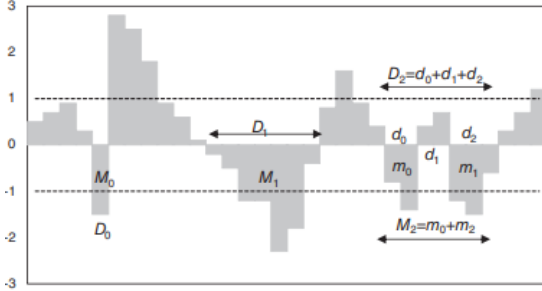 3
2
D₂=d₀+d₁+d₂
1
D₁
d₀ d₂
0
d₁
M₀ M₁ m₀ m₁
-1
D₀ M₂=m₀+m₂
-2
-3